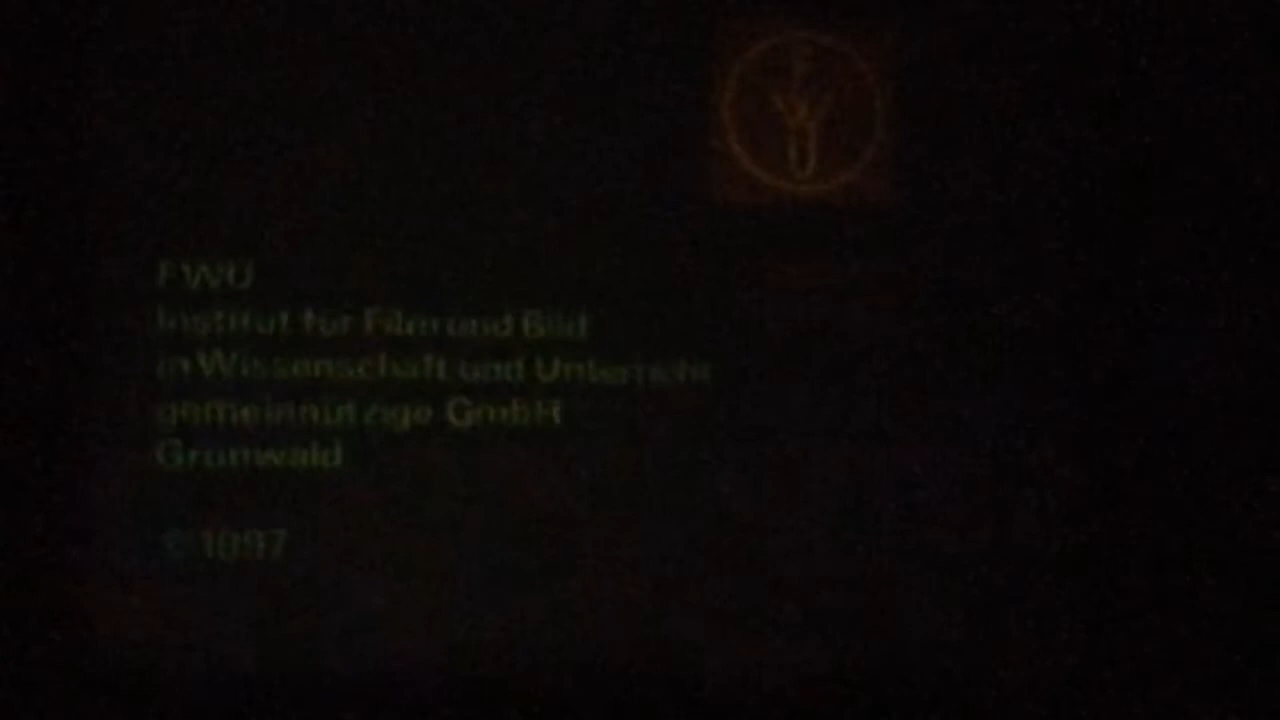 FWU
Institut für Film und Bild
in Wissenschaft und Unterricht
gemeinnützige GmbH
Grünwald
© 1997